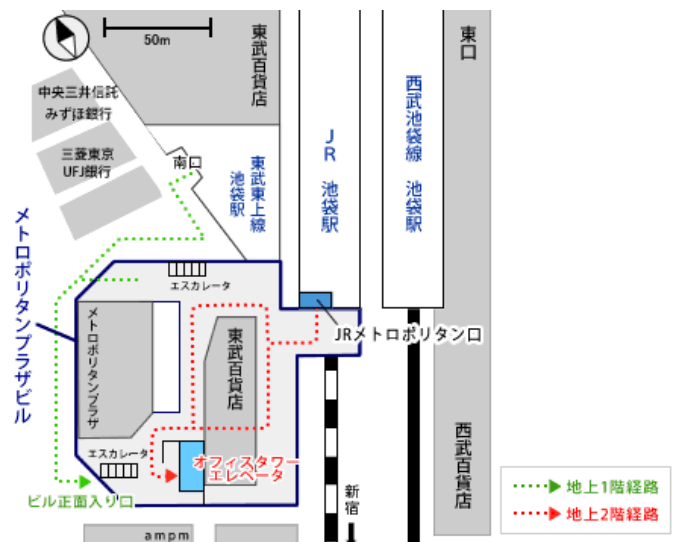 50m
東武百貨店
東口
中央三井信託
みずほ銀行
三菱東京
UFJ銀行
南口
東武東上線
池袋駅
JR 池袋駅
西武池袋線 池袋駅
メトロポリタンプラザビル
エスカレータ
JRメトロポリタン口
メトロポリタンプラザ
東武百貨店
エスカレータ
オフィスタワー
エレベータ
ビル正面入り口
新宿
西武百貨店
ampm
地上1階経路
地上2階経路